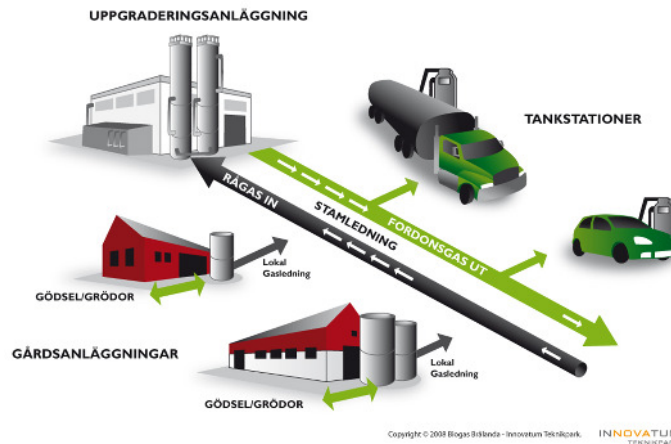 UPPGRADERINGSANLÄGGNING
TANKSTATIONER
RÅGAS IN
STAMLEDNING
FORDONSGAS UT
Lokal
Gasledning
GÖDSEL/GRÖDOR
GÅRDSANLÄGGNINGAR
Lokal
Gasledning
GÖDSEL/GRÖDOR
Copyright © 2008 Biogas Brålanda - Innovatum Teknikpark.
INNOVATUM
TEKNIKPARK